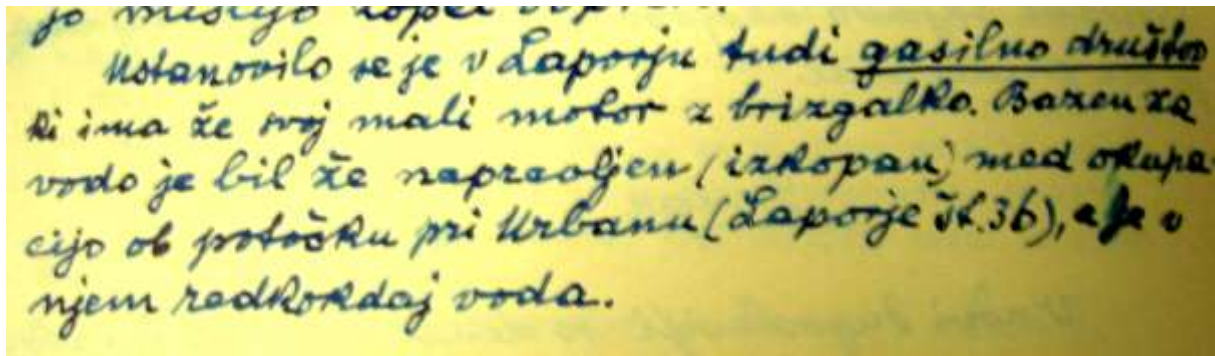 Ustanovilo se je v Laporju tudi gasilno društvo
ki ima že svoj mali motor z brizgalko. Bazen za
vodo je bil že napravljen (izkopan) med okupa-
cijo ob potočku pri Urbanu (Laporje št. 36), a je v
njem redkokdaj voda.